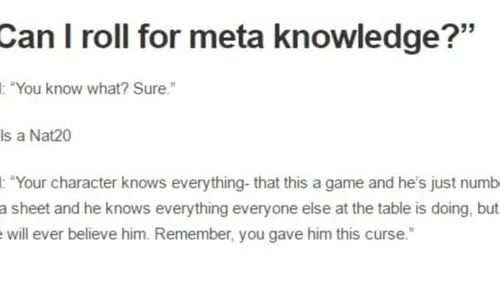 Can I roll for meta knowledge?”
: “You know what? Sure.”
ls a Nat20
: “Your character knows everything- that this a game and he’s just numb
a sheet and he knows everything everyone else at the table is doing, but
will ever believe him. Remember, you gave him this curse.”